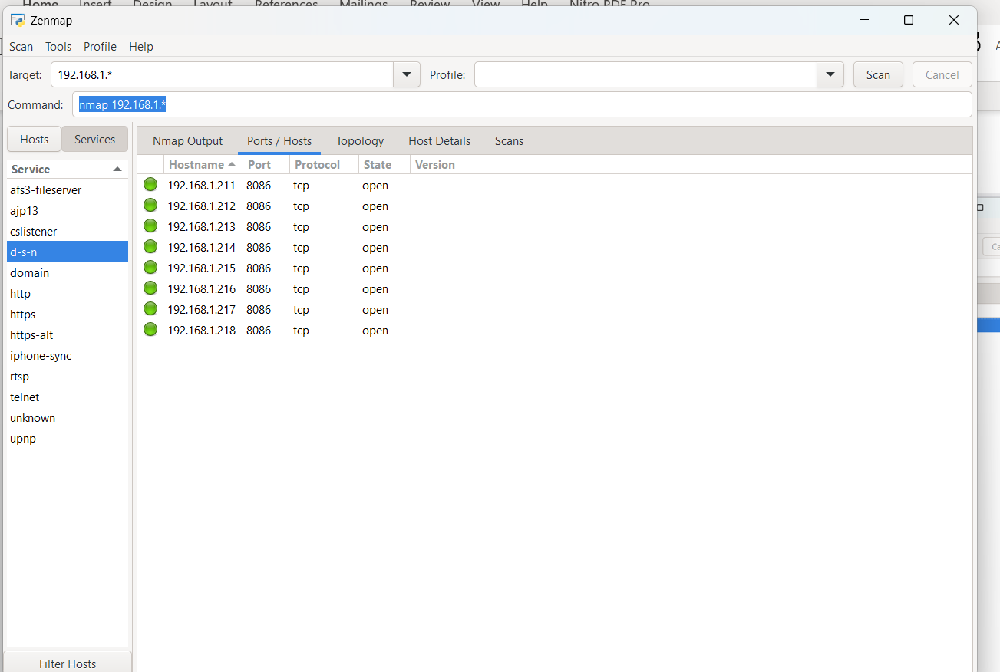 Home Insert Design Layout References Mailings Review View Help Nitro PDF Pro
Zenmap
Scan Tools Profile Help
Target: 192.168.1.* Profile: Scan Cancel
Command: nmap 192.168.1.*
Hosts Services
Nmap Output Ports / Hosts Topology Host Details Scans
Service
Hostname Port Protocol State Version
afs3-fileserver
ajp13
cslistener
d-s-n
domain
http
https
https-alt
iphone-sync
rtsp
telnet
unknown
upnp
192.168.1.211 8086 tcp open
192.168.1.212 8086 tcp open
192.168.1.213 8086 tcp open
192.168.1.214 8086 tcp open
192.168.1.215 8086 tcp open
192.168.1.216 8086 tcp open
192.168.1.217 8086 tcp open
192.168.1.218 8086 tcp open
Filter Hosts